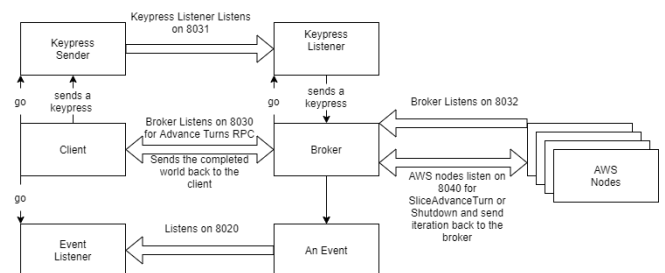 Keypress Listener Listens
on 8031
Keypress
Sender
Keypress
Listener
go
sends a
keypress
go
sends a
keypress
Broker Listens on 8032
Broker Listens on 8030
for Advance Turns RPC
Client
Broker
Sends the completed
world back to the
client
AWS
Nodes
AWS nodes listen on
8040 for
SliceAdvanceTurn or
Shutdown and send
iteration back to the
broker
go
Event
Listener
Listens on 8020
An Event